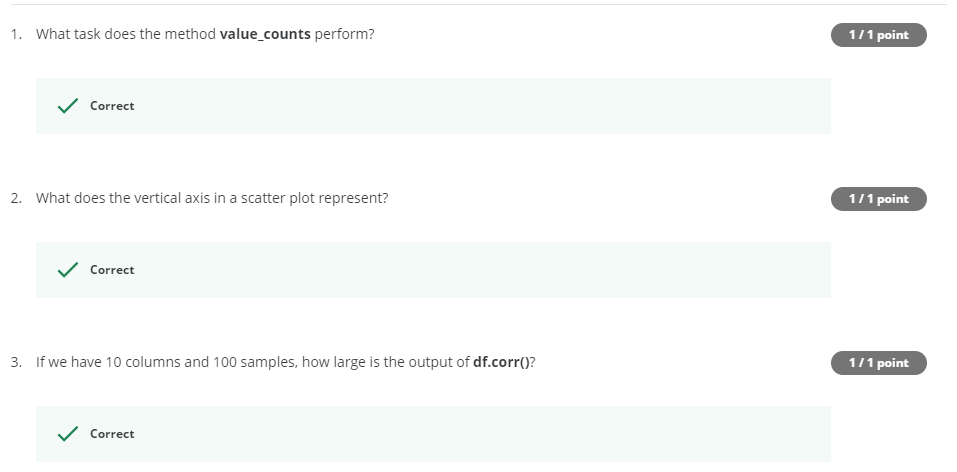 1. What task does the method value_counts perform?
1 / 1 point
Correct
2. What does the vertical axis in a scatter plot represent?
1 / 1 point
Correct
3. If we have 10 columns and 100 samples, how large is the output of df.corr()?
1 / 1 point
Correct